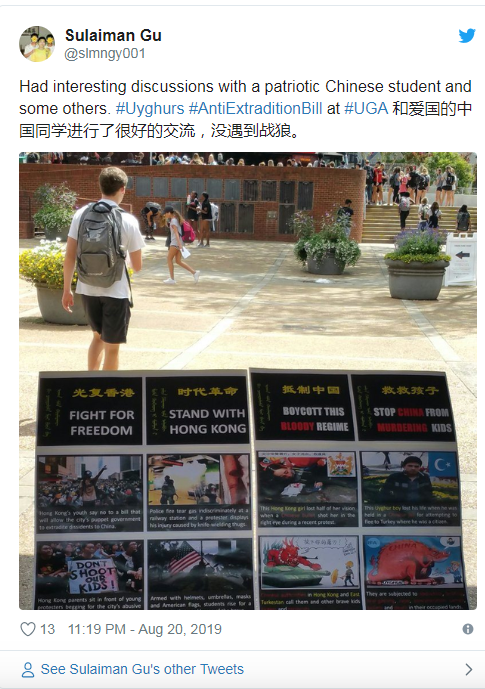 Sulaiman Gu
@slmngy001
Had interesting discussions with a patriotic Chinese student and
some others. #Uyghurs #AntiExtraditionBill at #UGA 和爱国的中
国同学进行了很好的交流，没遇到战狼。
光复香港
FIGHT FOR
FREEDOM
时代革命
STAND WITH
HONG KONG
抵制中国
BOYCOTT THIS
BLOODY REGIME
救救孩子
STOP CHINA FROM
MURDERING KIDS
Hong Kong's youth say no to a bill that
will allow the city's puppet government
to extradite dissidents to China.
Police fire tear gas indiscriminately at a
railway station and a protester displays
his injury caused by knife-wielding thugs.
This Hong Kong girl lost half of her vision
when a shot her in the
right eye during a recent protest.
This Uyghur boy lost his life when he was
held in a for attempting to
flee to Turkey where he was a citizen.
DON'T
SHOOT
OUR
KIDS!
CHINA
Hong Kong parents sit in front of young
protesters begging for the city's abusive
Armed with helmets, umbrellas, masks
and American flags, students rise for a
in Hong Kong and East
Turkestan call them and other brave kids
They are subjected to
in their occupied lands.
13 11:19 PM - Aug 20, 2019
See Sulaiman Gu's other Tweets